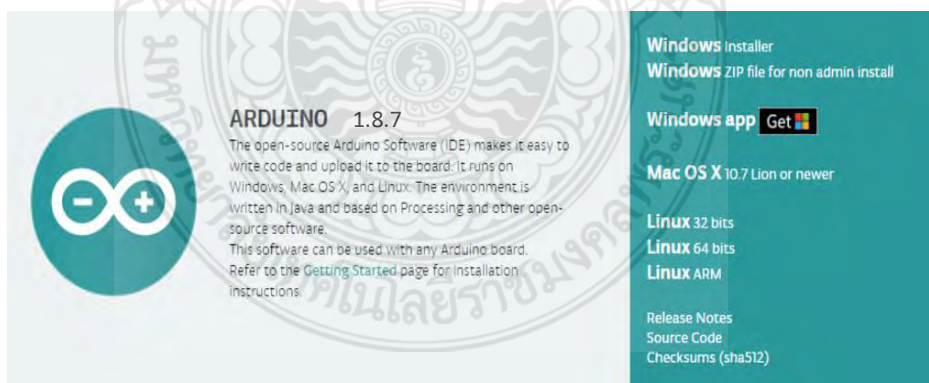 ARDUINO 1.8.7
The open-source Arduino Software (IDE) makes it easy to
write code and upload it to the board. It runs on
Windows, Mac OS X, and Linux. The environment is
written in Java and based on Processing and other open-
source software.
This software can be used with any Arduino board.
Refer to the Getting Started page for Installation
instructions.
Windows Installer
Windows ZIP file for non admin install
Windows app Get
Mac OS X 10.7 Lion or newer
Linux 32 bits
Linux 64 bits
Linux ARM
Release Notes
Source Code
Checksums (sha512)